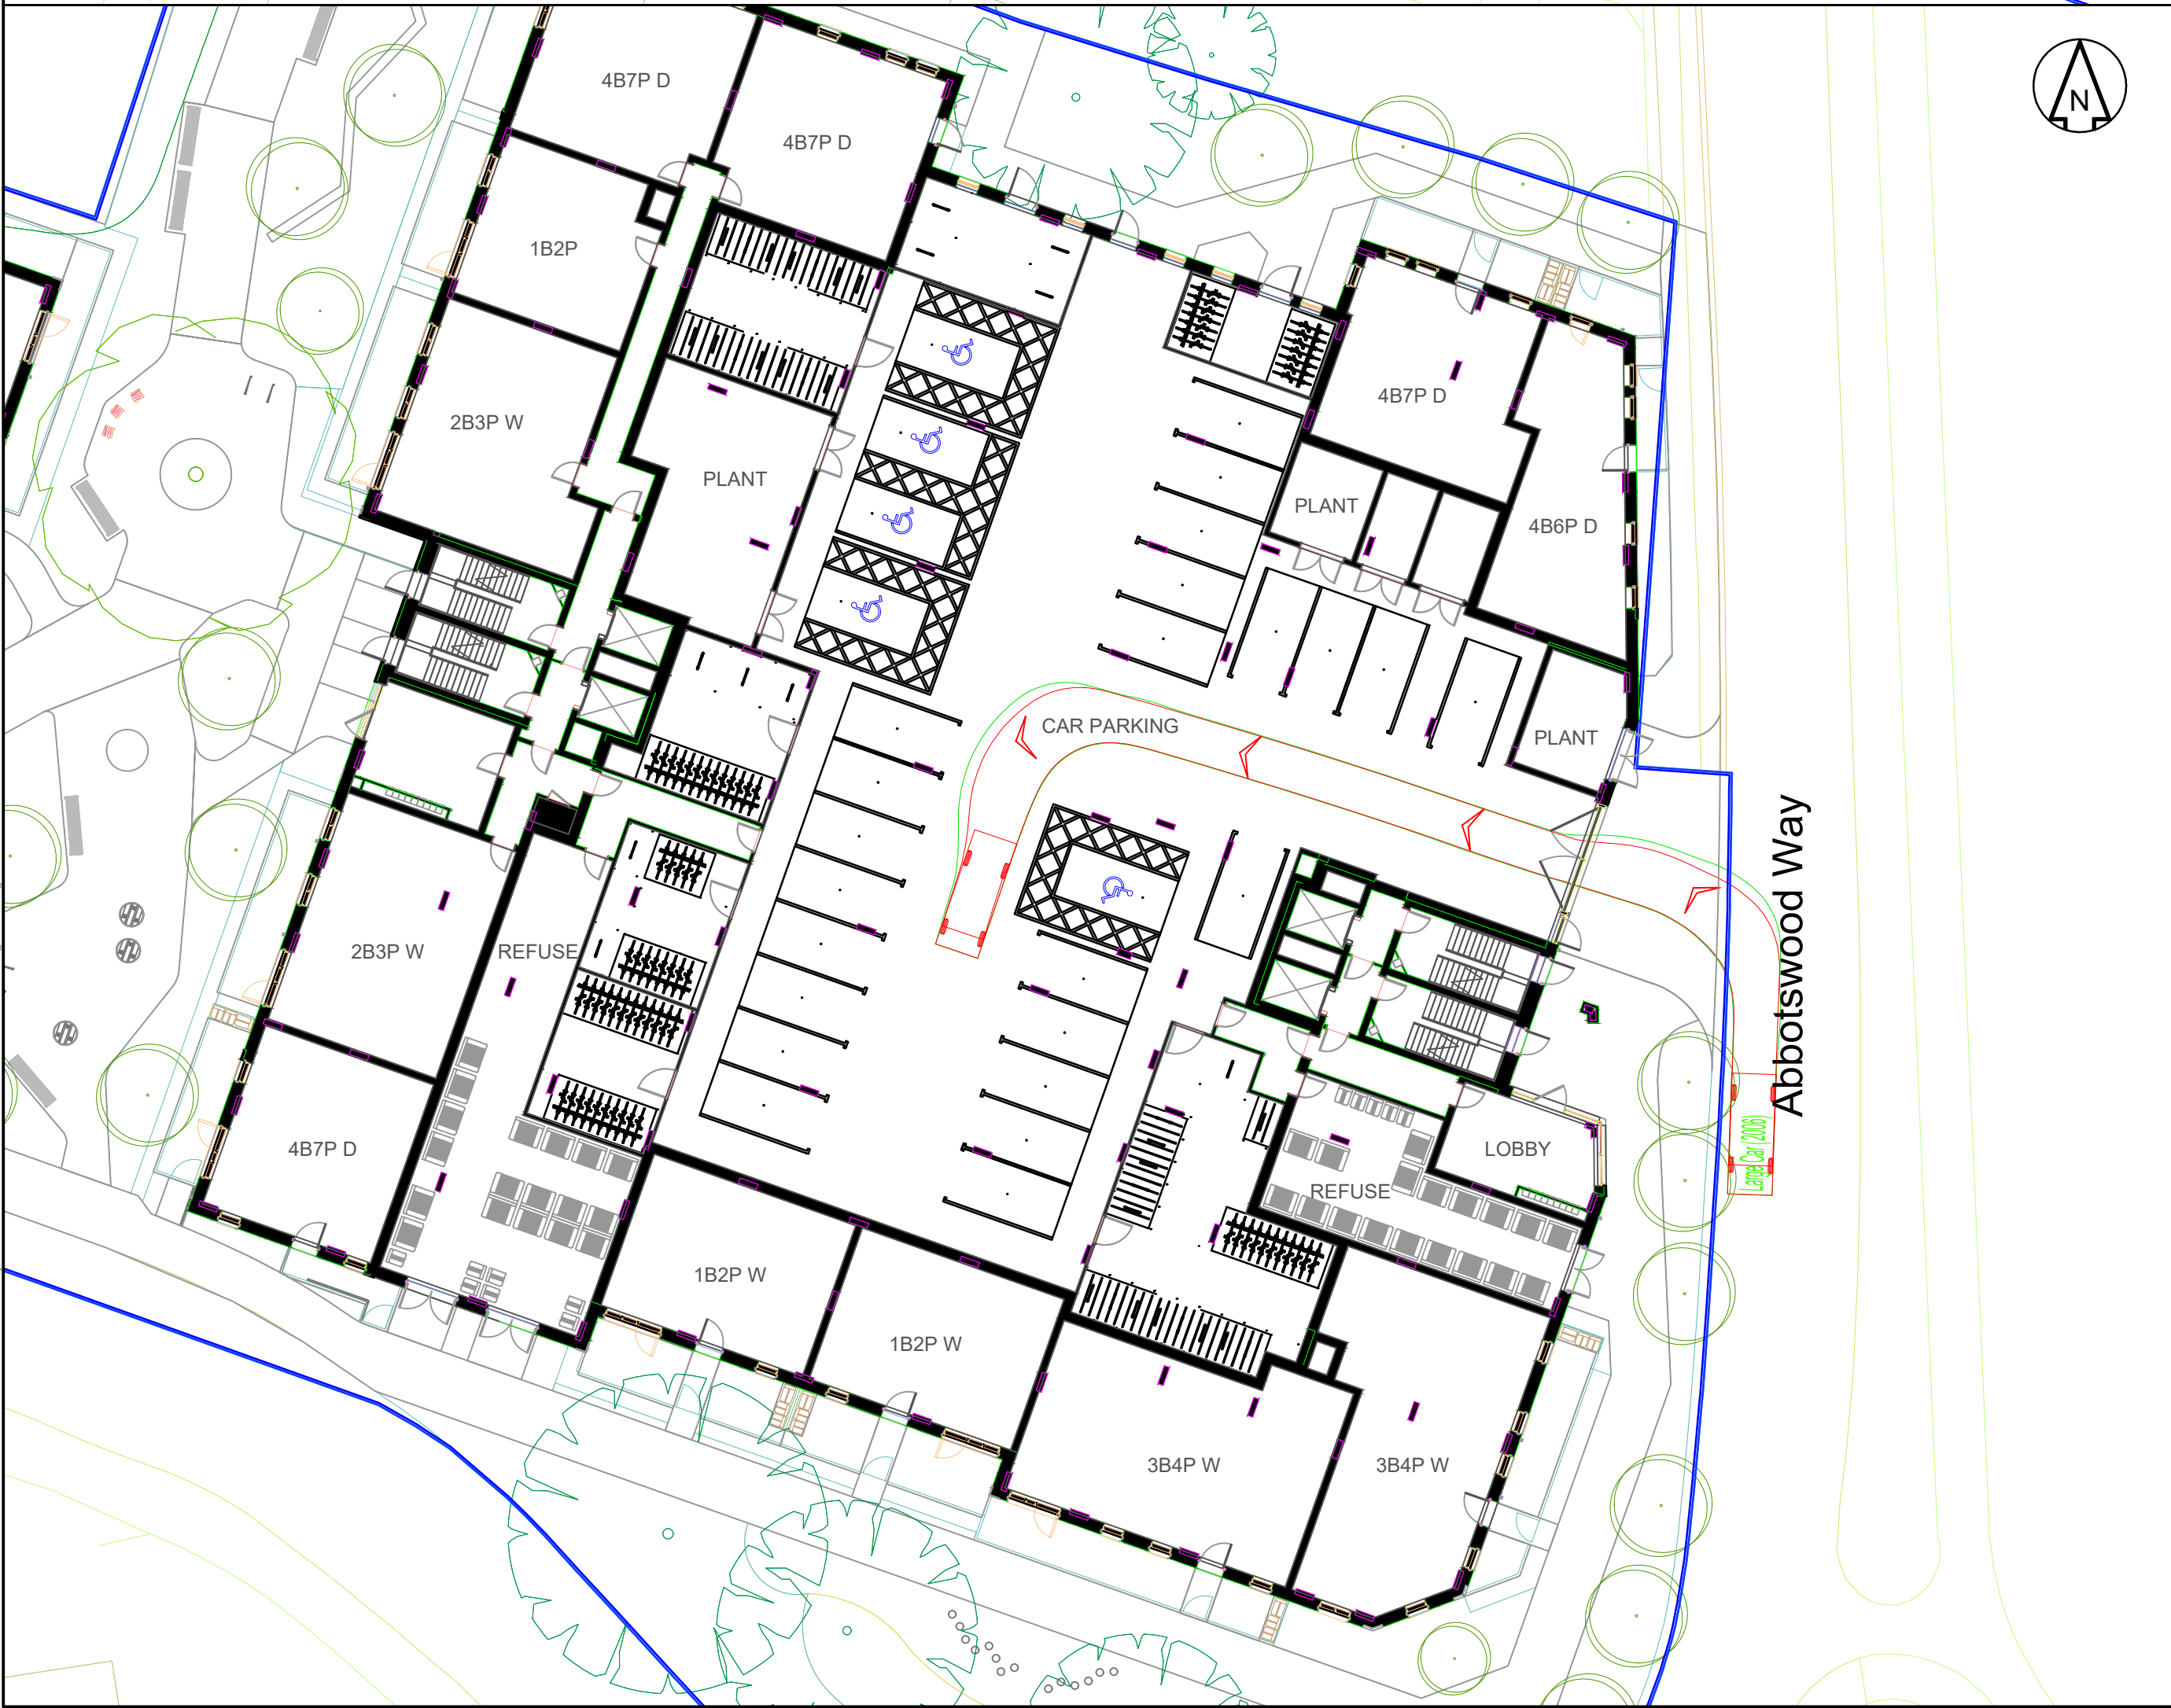 4B7P D
N
4B7P D
1B2P
4B7P D
2B3P W
PLANT
PLANT
4B6P D
CAR PARKING
PLANT
Abbotswood Way
2B3P W
REFUSE
4B7P D
LOBBY
Large Car (2006)
REFUSE
1B2P W
1B2P W
3B4P W
3B4P W